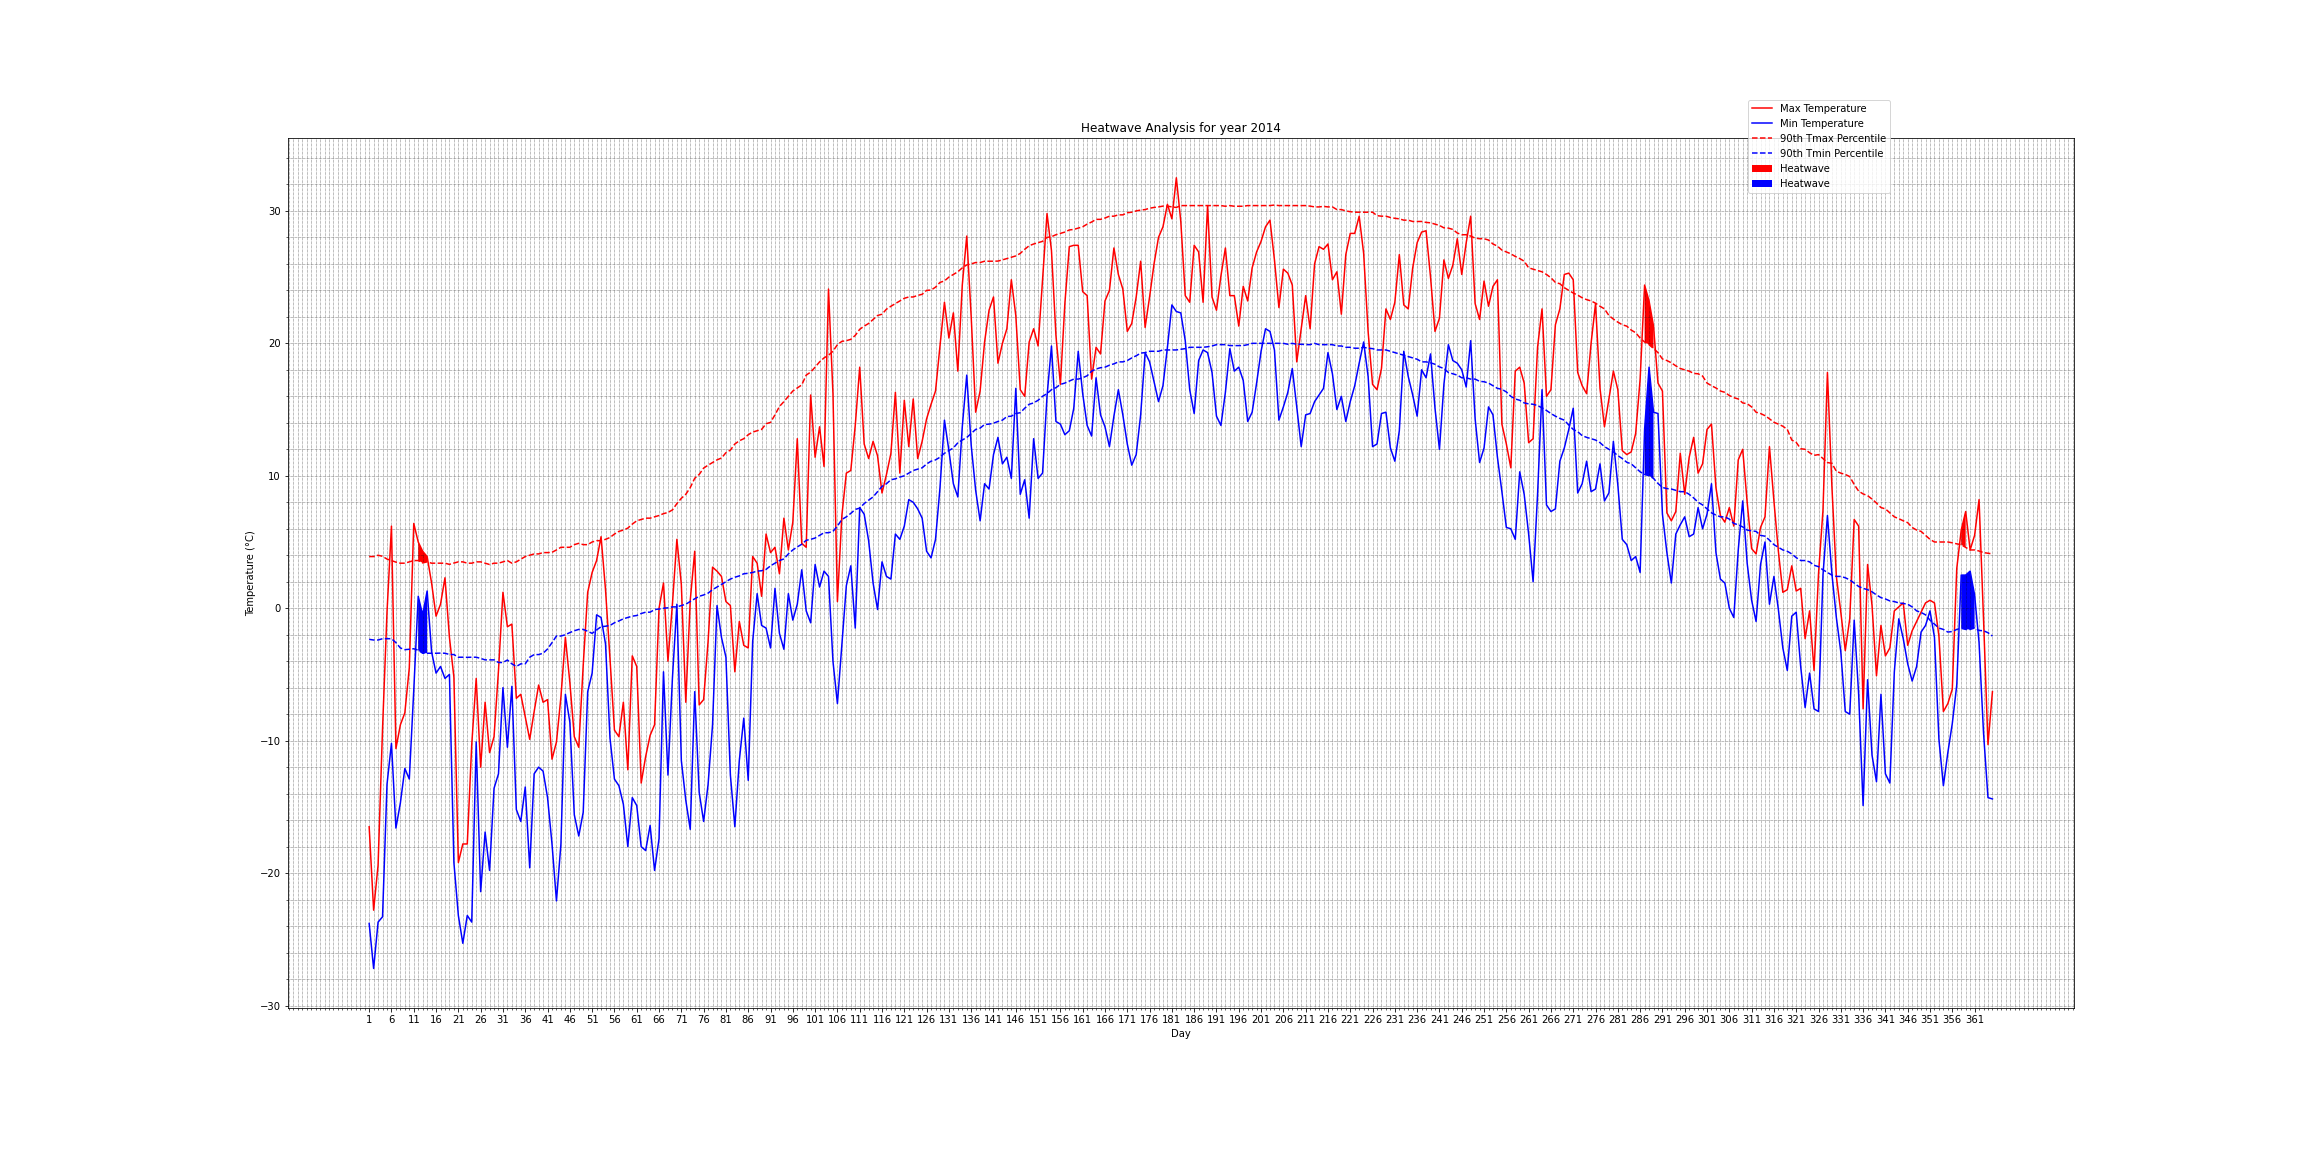 Heatwave Analysis for year 2014
Max Temperature
Min Temperature
90th Tmax Percentile
90th Tmin Percentile
Heatwave
Heatwave
Temperature (°C)
30
20
10
0
−10
−20
−30
1 6 11 16 21 26 31 36 41 46 51 56 61 66 71 76 81 86 91 96 101 106 111 116 121 126 131 136 141 146 151 156 161 166 171 176 181 186 191 196 201 206 211 216 221 226 231 236 241 246 251 256 261 266 271 276 281 286 291 296 301 306 311 316 321 326 331 336 341 346 351 356 361
Day